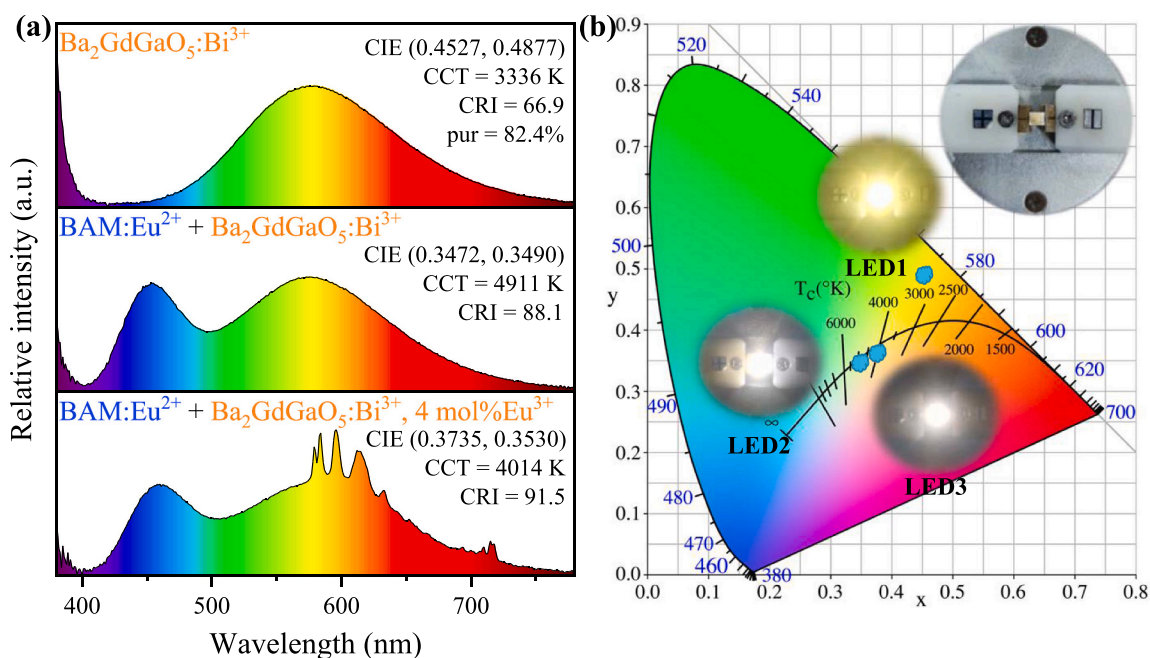 (a)
Ba₂GdGaO₅:Bi³⁺
CIE (0.4527, 0.4877)
CCT = 3336 K
CRI = 66.9
pur = 82.4%
BAM:Eu²⁺ + Ba₂GdGaO₅:Bi³⁺
CIE (0.3472, 0.3490)
CCT = 4911 K
CRI = 88.1
BAM:Eu²⁺ + Ba₂GdGaO₅:Bi³⁺, 4 mol%Eu³⁺
CIE (0.3735, 0.3530)
CCT = 4014 K
CRI = 91.5
Relative intensity (a.u.)
400 500 600 700
Wavelength (nm)
(b)
0.9
0.8
0.7
0.6
0.5
y
0.4
0.3
0.2
0.1
0.0
0.0 0.1 0.2 0.3 0.4 0.5 0.6 0.7 0.8
x
520
540
500
580
600
620
490
700
480
470
460
380
LED1
T_C(°K)
6000
4000
3000
2500
2000
1500
∞
LED2
LED3